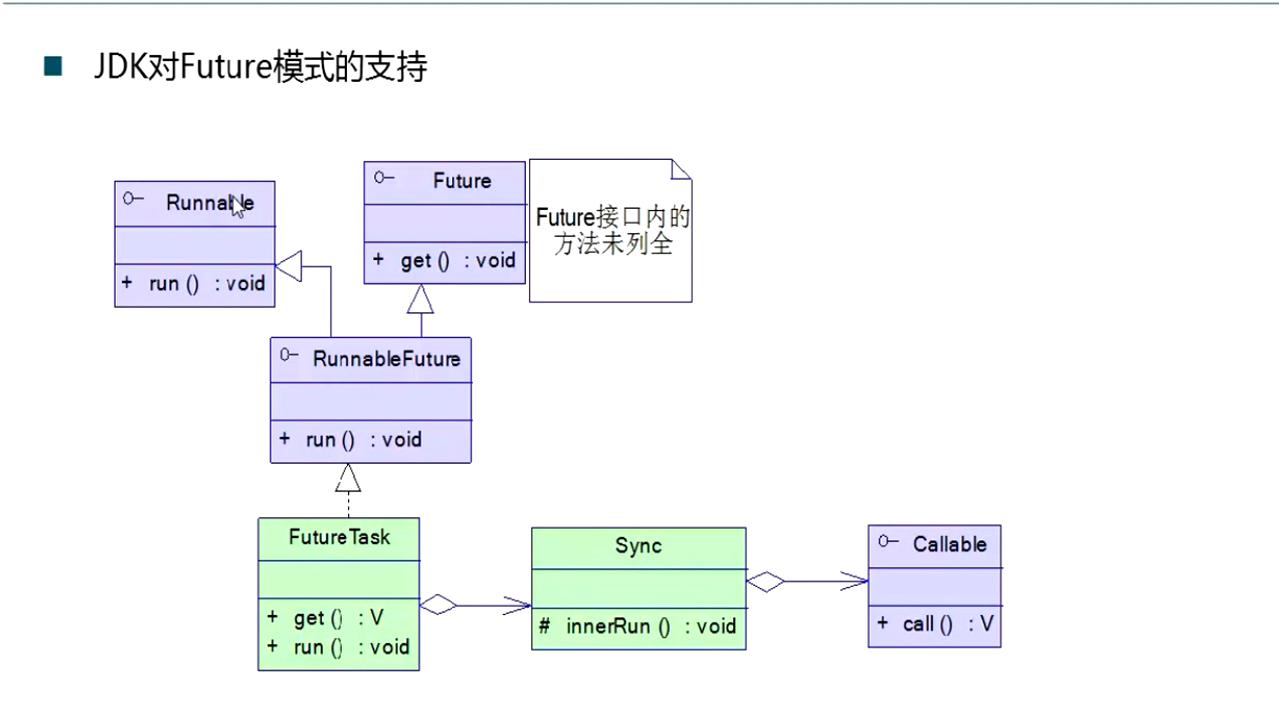 JDK对Future模式的支持
Runnable
+ run () : void
Future
+ get () : void
Future接口内的
方法未列全
RunnableFuture
+ run () : void
FutureTask
+ get () : V
+ run () : void
Sync
# innerRun () : void
Callable
+ call () : V